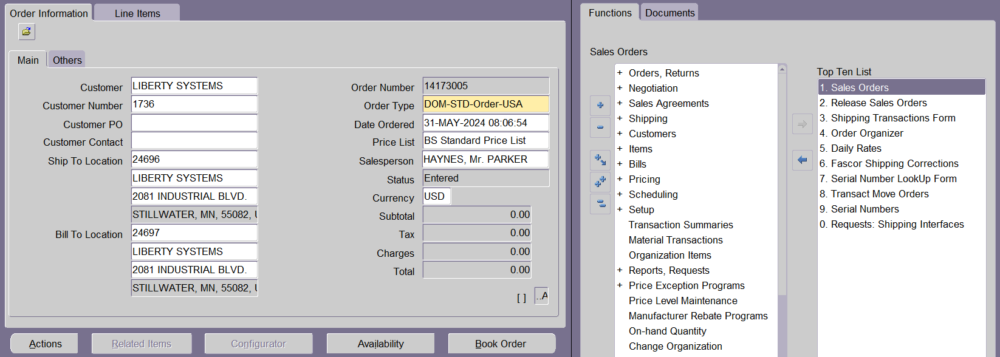 Order Information
Line Items
Main
Others
Customer LIBERTY SYSTEMS
Customer Number 1736
Customer PO
Customer Contact
Ship To Location 24696
LIBERTY SYSTEMS
2081 INDUSTRIAL BLVD.
STILLWATER, MN, 55082,
Bill To Location 24697
LIBERTY SYSTEMS
2081 INDUSTRIAL BLVD.
STILLWATER, MN, 55082,
Order Number 14173005
Order Type DOM-STD-Order-USA
Date Ordered 31-MAY-2024 08:06:54
Price List BS Standard Price List
Salesperson HAYNES, Mr. PARKER
Status Entered
Currency USD
Subtotal 0.00
Tax 0.00
Charges 0.00
Total 0.00
[ ] ..A
Actions
Related Items
Configurator
Availability
Book Order
Functions
Documents
Sales Orders
+ Orders, Returns
+ Negotiation
+ Sales Agreements
+ Shipping
+ Customers
+ Items
+ Bills
+ Pricing
+ Scheduling
+ Setup
Transaction Summaries
Material Transactions
Organization Items
+ Reports, Requests
+ Price Exception Programs
Price Level Maintenance
Manufacturer Rebate Programs
On-hand Quantity
Change Organization
Top Ten List
1. Sales Orders
2. Release Sales Orders
3. Shipping Transactions Form
4. Order Organizer
5. Daily Rates
6. Fascor Shipping Corrections
7. Serial Number LookUp Form
8. Transact Move Orders
9. Serial Numbers
0. Requests: Shipping Interfaces